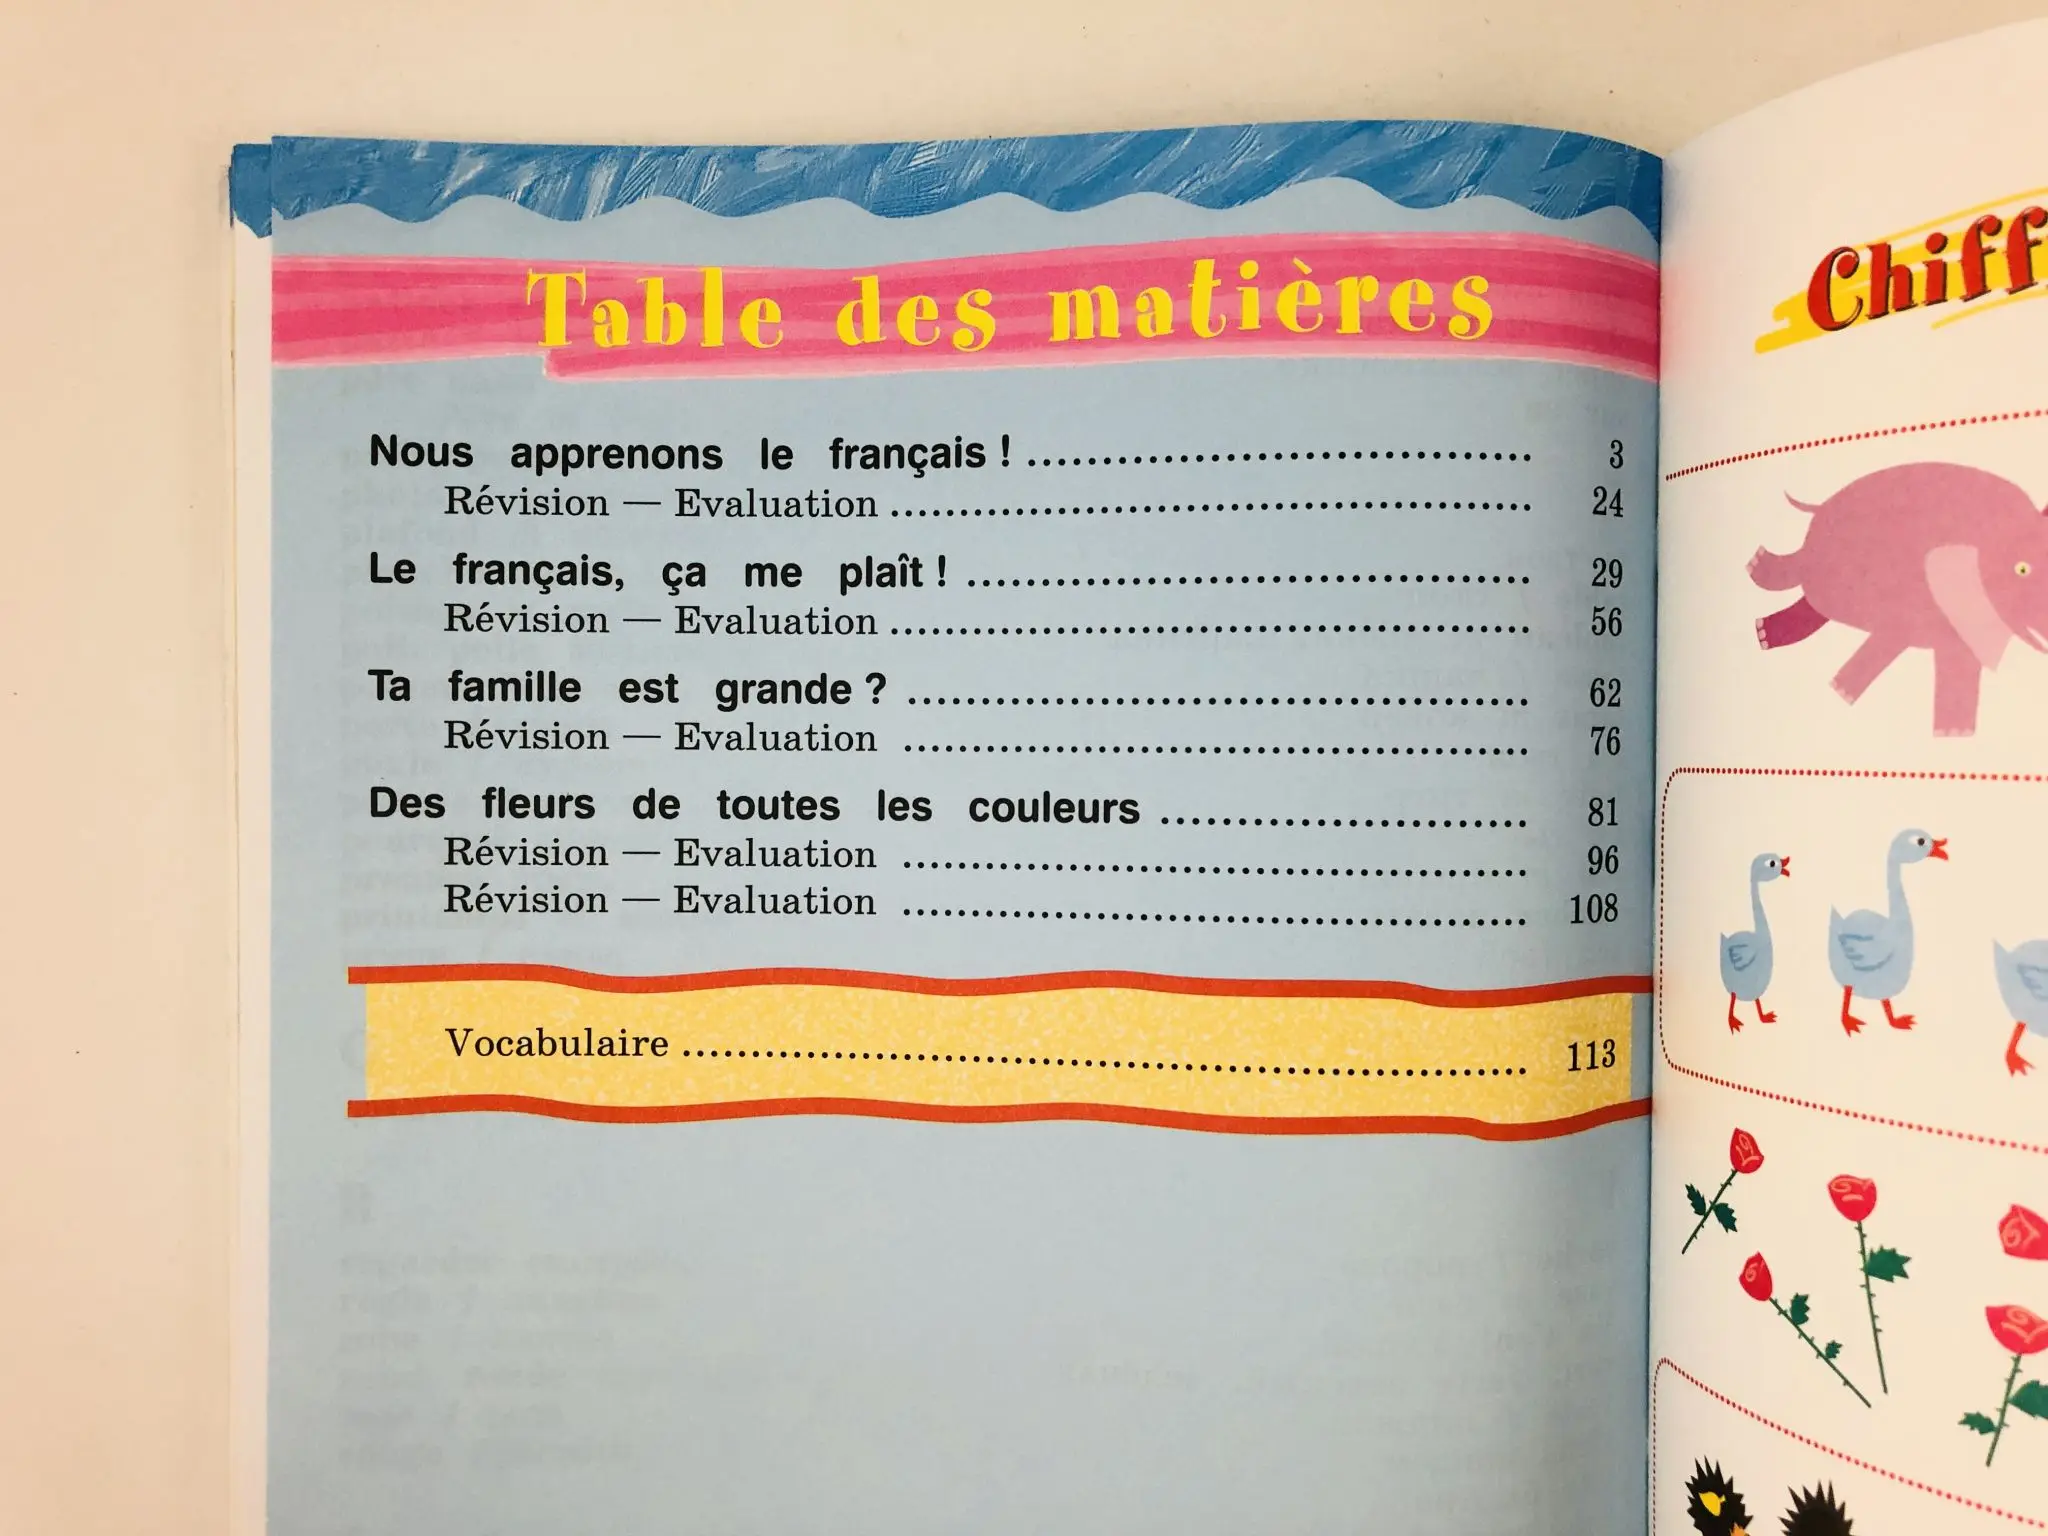 Table des matières
Nous apprenons le français ! .................................. 3
Révision — Evaluation .............................................. 24
Le français, ça me plaît ! ...................................... 29
Révision — Evaluation .............................................. 56
Ta famille est grande ? .......................................... 62
Révision — Evaluation .............................................. 76
Des fleurs de toutes les couleurs ......................... 81
Révision — Evaluation .............................................. 96
Révision — Evaluation .............................................. 108
Vocabulaire ............................................................. 113